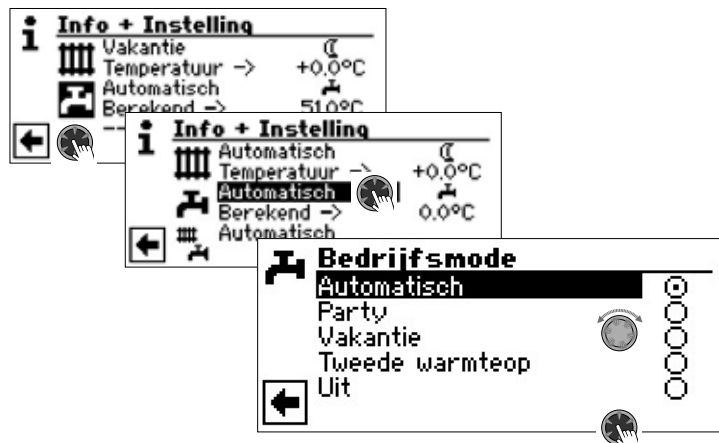 Info + Instelling
Vakantie
Temperatuur -> +0.0°C
Automatisch
Berekend -> 51.0°C
--
Info + Instelling
Automatisch
Temperatuur -> +0.0°C
Automatisch
Berekend -> 0.0°C
Automatisch
Bedrijfsmode
Automatisch
Party
Vakantie
Tweede warmteop
Uit